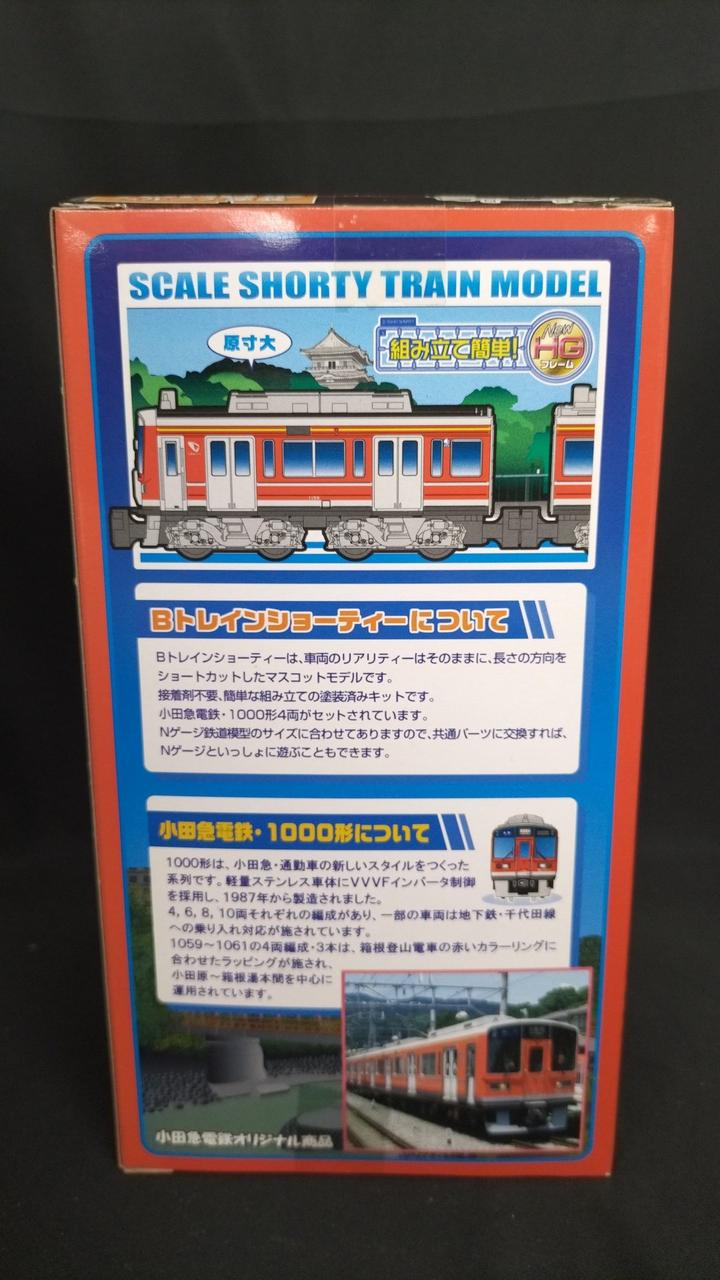 SCALE SHORTY TRAIN MODEL
原寸大
組み立て簡単!
New
HG
フレーム
Bトレインショーティーについて
Bトレインショーティーは、車両のリアリティーはそのままに、長さの方向を
ショートカットしたマスコットモデルです。
接着剤不要、簡単な組み立ての塗装済みキットです。
小田急電鉄・1000形4両がセットされています。
Nゲージ鉄道模型のサイズに合わせてありますので、共通パーツに交換すれば、
Nゲージといっしょに遊ぶこともできます。
小田急電鉄・1000形について
1000形は、小田急・通勤車の新しいスタイルをつくった
系列です。軽量ステンレス車体にVVVFインバータ制御
を採用し、1987年から製造されました。
4, 6, 8, 10両それぞれの編成があり、一部の車両は地下鉄・千代田線
への乗り入れ対応が施されています。
1059～1061の4両編成・3本は、箱根登山電車の赤いカラーリングに
合わせたラッピングが施され、
小田原～箱根湯本間を中心に
運用されています。
小田急電鉄オリジナル商品